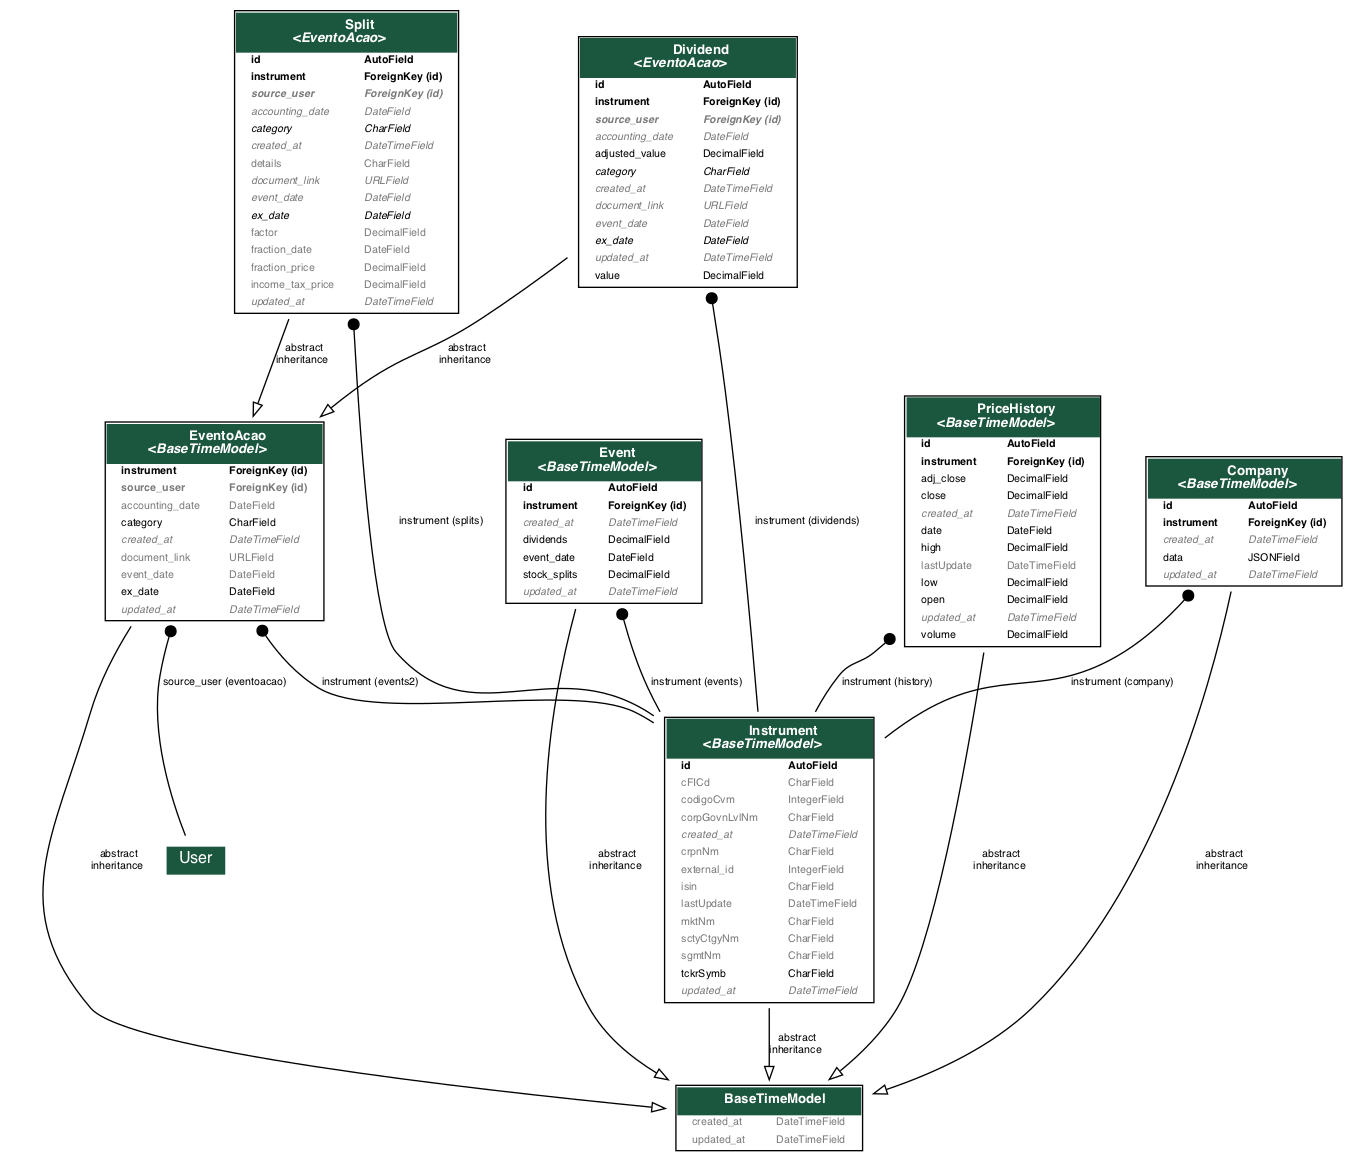 Split
<EventoAcao>
id AutoField
instrument ForeignKey (id)
source_user ForeignKey (id)
accounting_date DateField
category CharField
created_at DateTimeField
details CharField
document_link URLField
event_date DateField
ex_date DateField
factor DecimalField
fraction_date DateField
fraction_price DecimalField
income_tax_price DecimalField
updated_at DateTimeField
Dividend
<EventoAcao>
id AutoField
instrument ForeignKey (id)
source_user ForeignKey (id)
accounting_date DateField
adjusted_value DecimalField
category CharField
created_at DateTimeField
document_link URLField
event_date DateField
ex_date DateField
updated_at DateTimeField
value DecimalField
abstract
inheritance
abstract
inheritance
EventoAcao
<BaseTimeModel>
instrument ForeignKey (id)
source_user ForeignKey (id)
accounting_date DateField
category CharField
created_at DateTimeField
document_link URLField
event_date DateField
ex_date DateField
updated_at DateTimeField
instrument (splits)
Event
<BaseTimeModel>
id AutoField
instrument ForeignKey (id)
created_at DateTimeField
dividends DecimalField
event_date DateField
stock_splits DecimalField
updated_at DateTimeField
instrument (dividends)
PriceHistory
<BaseTimeModel>
id AutoField
instrument ForeignKey (id)
adj_close DecimalField
close DecimalField
created_at DateTimeField
date DateField
high DecimalField
lastUpdate DateTimeField
low DecimalField
open DecimalField
updated_at DateTimeField
volume DecimalField
Company
<BaseTimeModel>
id AutoField
instrument ForeignKey (id)
created_at DateTimeField
data JSONField
updated_at DateTimeField
source_user (eventoacao)
instrument (events2)
instrument (events)
instrument (history)
instrument (company)
Instrument
<BaseTimeModel>
id AutoField
cFICd CharField
codigoCvm IntegerField
corpGovnLvlNm CharField
created_at DateTimeField
crpnNm CharField
external_id IntegerField
isin CharField
lastUpdate DateTimeField
mktNm CharField
sctyCtgyNm CharField
sgmtNm CharField
tckrSymb CharField
updated_at DateTimeField
abstract
inheritance
User
abstract
inheritance
abstract
inheritance
abstract
inheritance
abstract
inheritance
BaseTimeModel
created_at DateTimeField
updated_at DateTimeField